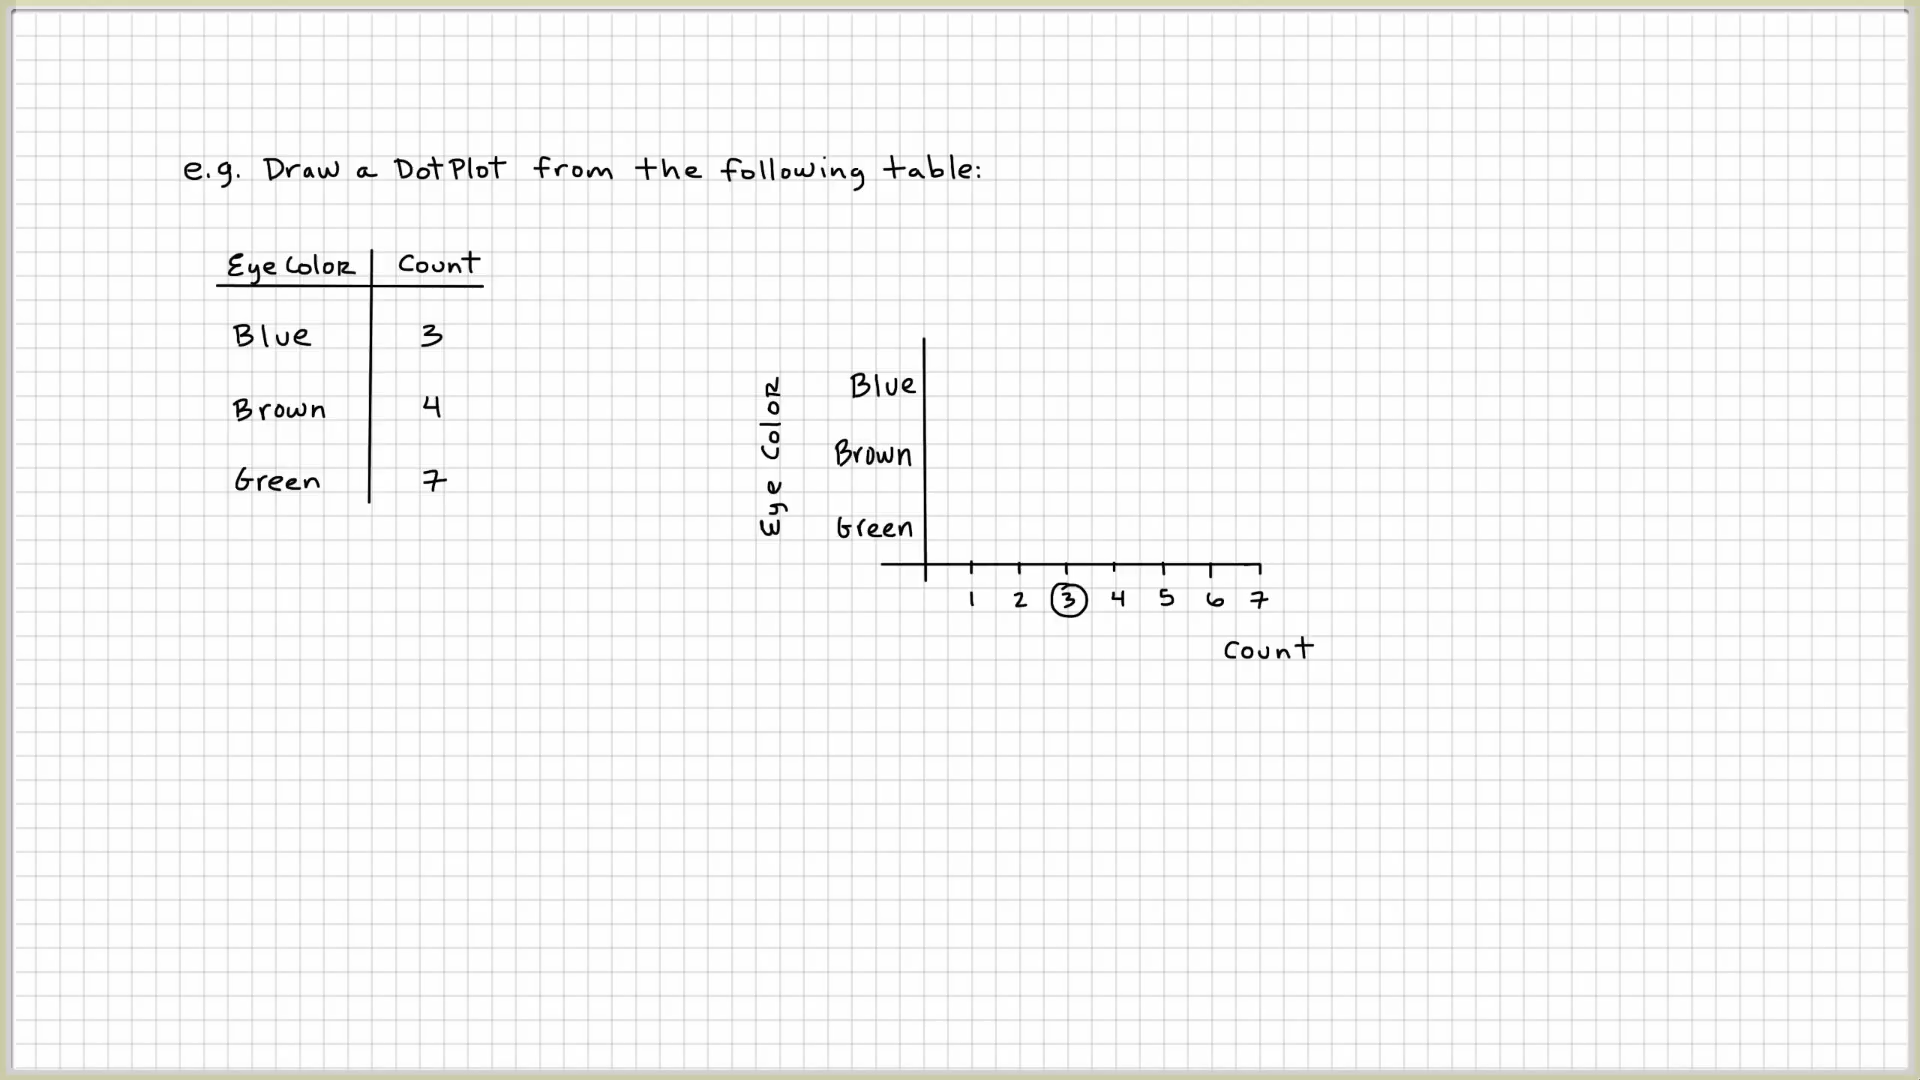 e.g. Draw a DotPlot from the following table:
Eye Color Count
Blue 3
Brown 4
Green 7
Eye Color
Blue
Brown
Green
1 2 3 4 5 6 7
Count